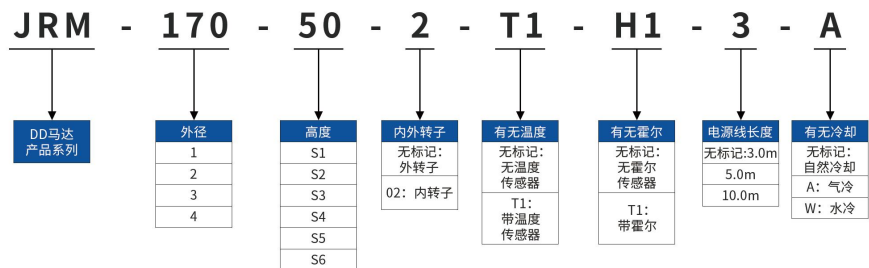 JRM - 170 - 50 - 2 - T1 - H1 - 3 - A
DD马达
产品系列
外径
1
2
3
4
高度
S1
S2
S3
S4
S5
S6
内外转子
无标记：
外转子
02：内转子
有无温度
无标记：
无温度
传感器
T1：
带温度
传感器
有无霍尔
无标记：
无霍尔
传感器
T1：
带霍尔
电源线长度
无标记:3.0m
5.0m
10.0m
有无冷却
无标记：
自然冷却
A：气冷
W：水冷